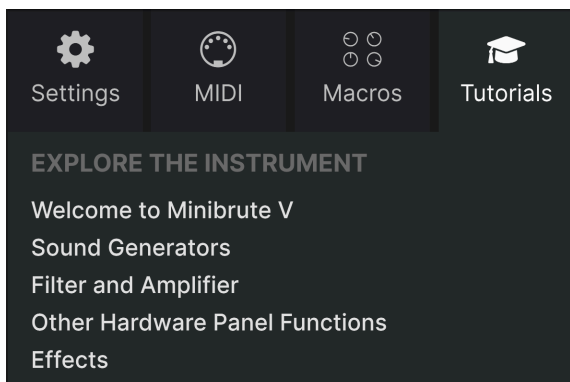 Settings MIDI Macros Tutorials
EXPLORE THE INSTRUMENT
Welcome to Minibrute V
Sound Generators
Filter and Amplifier
Other Hardware Panel Functions
Effects